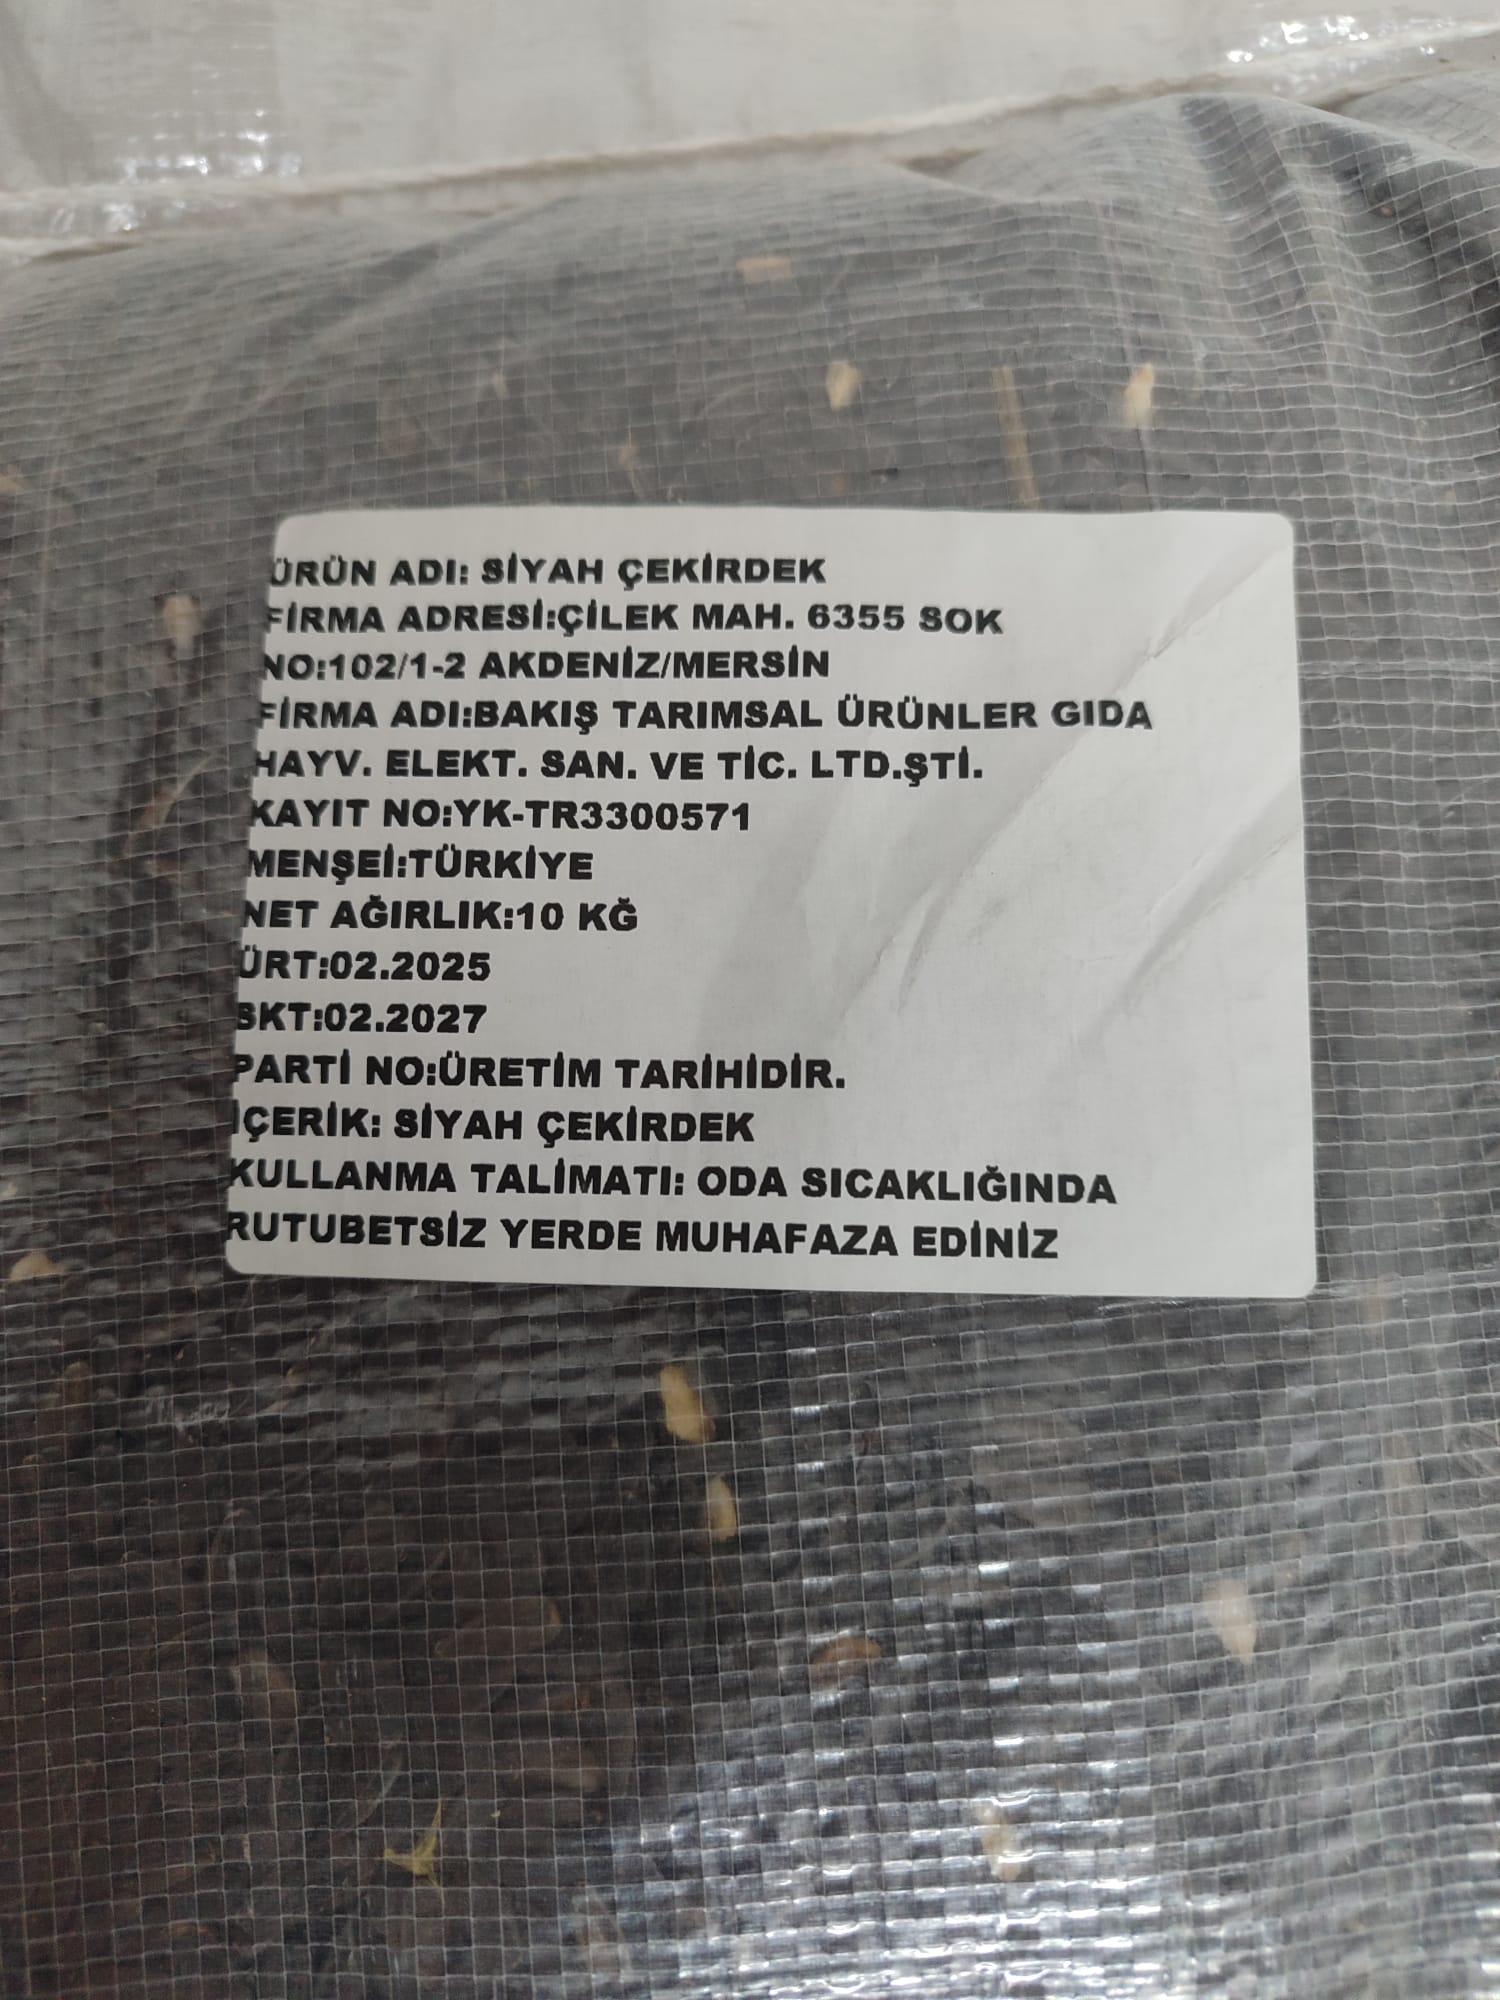 ÜRÜN ADI: SİYAH ÇEKİRDEK
FİRMA ADRESİ:ÇİLEK MAH. 6355 SOK
NO:102/1-2 AKDENİZ/MERSİN
FİRMA ADI:BAKIŞ TARIMSAL ÜRÜNLER GIDA
HAYV. ELEKT. SAN. VE TİC. LTD.ŞTİ.
KAYIT NO:YK-TR3300571
MENŞEİ:TÜRKİYE
NET AĞIRLIK:10 KĞ
ÜRT:02.2025
SKT:02.2027
PARTİ NO:ÜRETİM TARİHİDİR.
İÇERİK: SİYAH ÇEKİRDEK
KULLANMA TALİMATI: ODA SICAKLIĞINDA
RUTUBETSİZ YERDE MUHAFAZA EDİNİZ